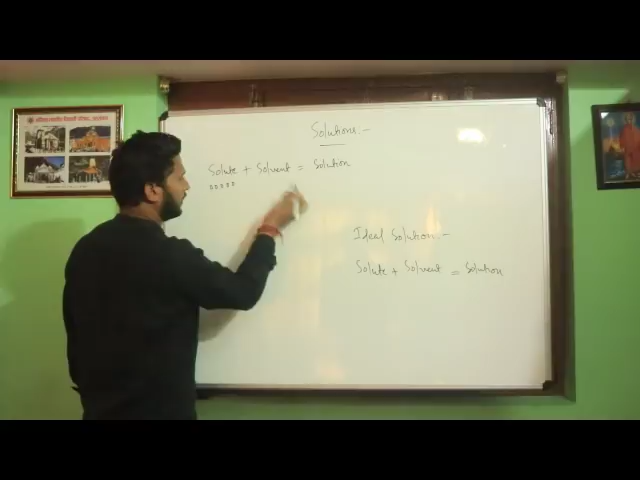 Solutions:-
Solute + Solvent = Solution
Ideal Solution:-
Solute + Solvent = Solution